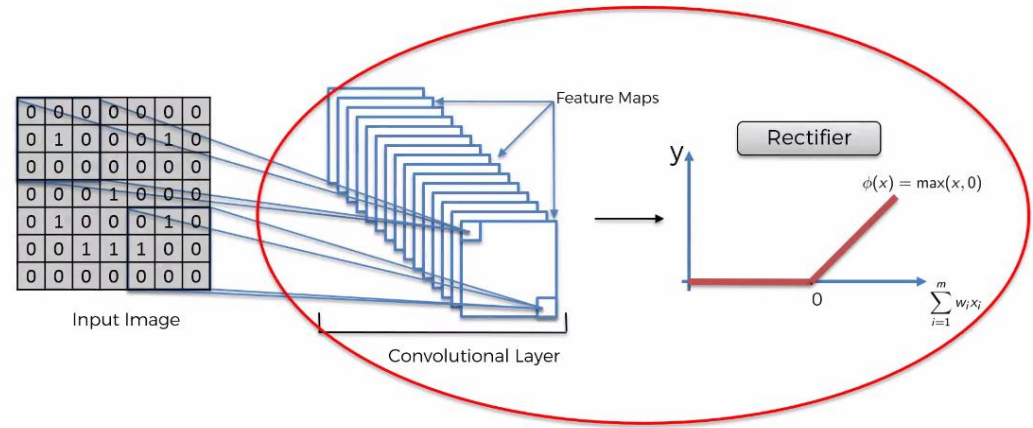 Feature Maps
Rectifier
y
ϕ(x) = max(x, 0)
0 0 0 0 0 0 0
0 1 0 0 0 1 0
0 0 0 0 0 0 0
0 0 0 1 0 0 0
0 1 0 0 0 1 0
0 0 1 1 1 0 0
0 0 0 0 0 0 0
0
m
∑ wᵢxᵢ
i=1
Input Image
Convolutional Layer